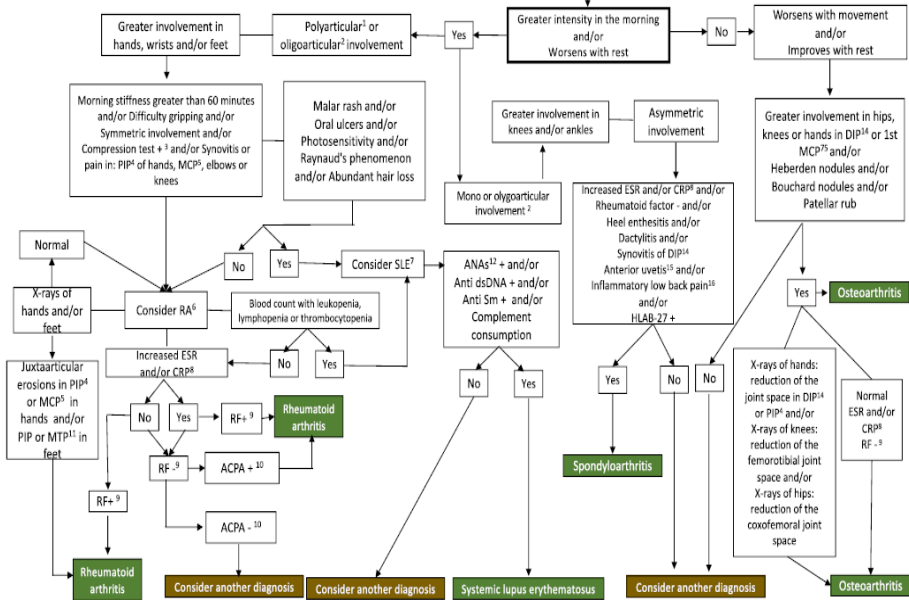 Greater involvement in
hands, wrists and/or feet
Polyarticular¹ or
oligoarticular² involvement
Yes
Greater intensity in the morning
and/or
Worsens with rest
No
Worsens with movement
and/or
Improves with rest
Morning stiffness greater than 60 minutes
and/or Difficulty gripping and/or
Symmetric involvement and/or
Compression test + ³ and/or Synovitis or
pain in: PIP⁴ of hands, MCP⁵, elbows or
knees
Malar rash and/or
Oral ulcers and/or
Photosensitivity and/or
Raynaud's phenomenon
and/or Abundant hair
loss
Greater involvement in
knees and/or ankles
Asymmetric
involvement
Greater involvement in hips,
knees or hands in DIP¹⁴ or 1st
MCP⁷⁵ and/or
Heberden nodules and/or
Bouchard nodules and/or
Patellar rub
Mono or olygoarticular
involvement ²
Increased ESR and/or CRP⁸ and/or
Rheumatoid factor - and/or
Heel enthesitis and/or
Dactylitis and/or
Synovitis of DIP¹⁴
Anterior uvetis¹⁵ and/or
Inflammatory low back pain¹⁶
and/or
HLAB-27 +
Normal
No
Yes
Consider SLE⁷
ANAs¹² + and/or
Anti dsDNA + and/or
Anti Sm + and/or
Complement
consumption
X-rays of
hands and/or
feet
Consider RA⁶
Blood count with leukopenia,
lymphopenia or thrombocytopenia
Yes
Osteoarthritis
Increased ESR
and/or CRP⁸
No
Yes
Juxtaarticular
erosions in PIP⁴
or MCP⁵ in
hands and/or
PIP or MTP¹¹ in
feet
No
Yes
RF+ ⁹
Rheumatoid
arthritis
No
Yes
Yes
No
No
X-rays of hands:
reduction of the
joint space in DIP¹⁴
or PIP⁴ and/or
X-rays of knees:
reduction of the
femorotibial joint
space and/or
X-rays of hips:
reduction of the
coxofemoral joint
space
Normal
ESR and/or
CRP⁸
RF - ⁹
RF - ⁹
ACPA + ¹⁰
Spondyloarthritis
RF+ ⁹
ACPA - ¹⁰
Rheumatoid
arthritis
Consider another diagnosis
Consider another diagnosis
Systemic lupus erythematosus
Consider another diagnosis
Osteoarthritis